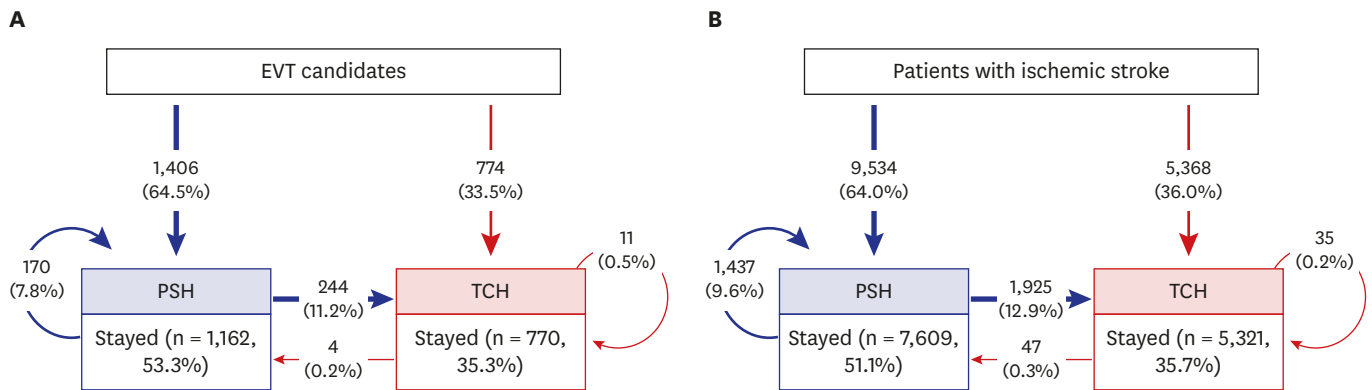 A
EVT candidates
1,406
(64.5%)
774
(33.5%)
170
(7.8%)
PSH
Stayed (n = 1,162,
53.3%)
244
(11.2%)
4
(0.2%)
TCH
Stayed (n = 770,
35.3%)
11
(0.5%)
B
Patients with ischemic stroke
9,534
(64.0%)
5,368
(36.0%)
1,437
(9.6%)
PSH
Stayed (n = 7,609,
51.1%)
1,925
(12.9%)
47
(0.3%)
TCH
Stayed (n = 5,321,
35.7%)
35
(0.2%)